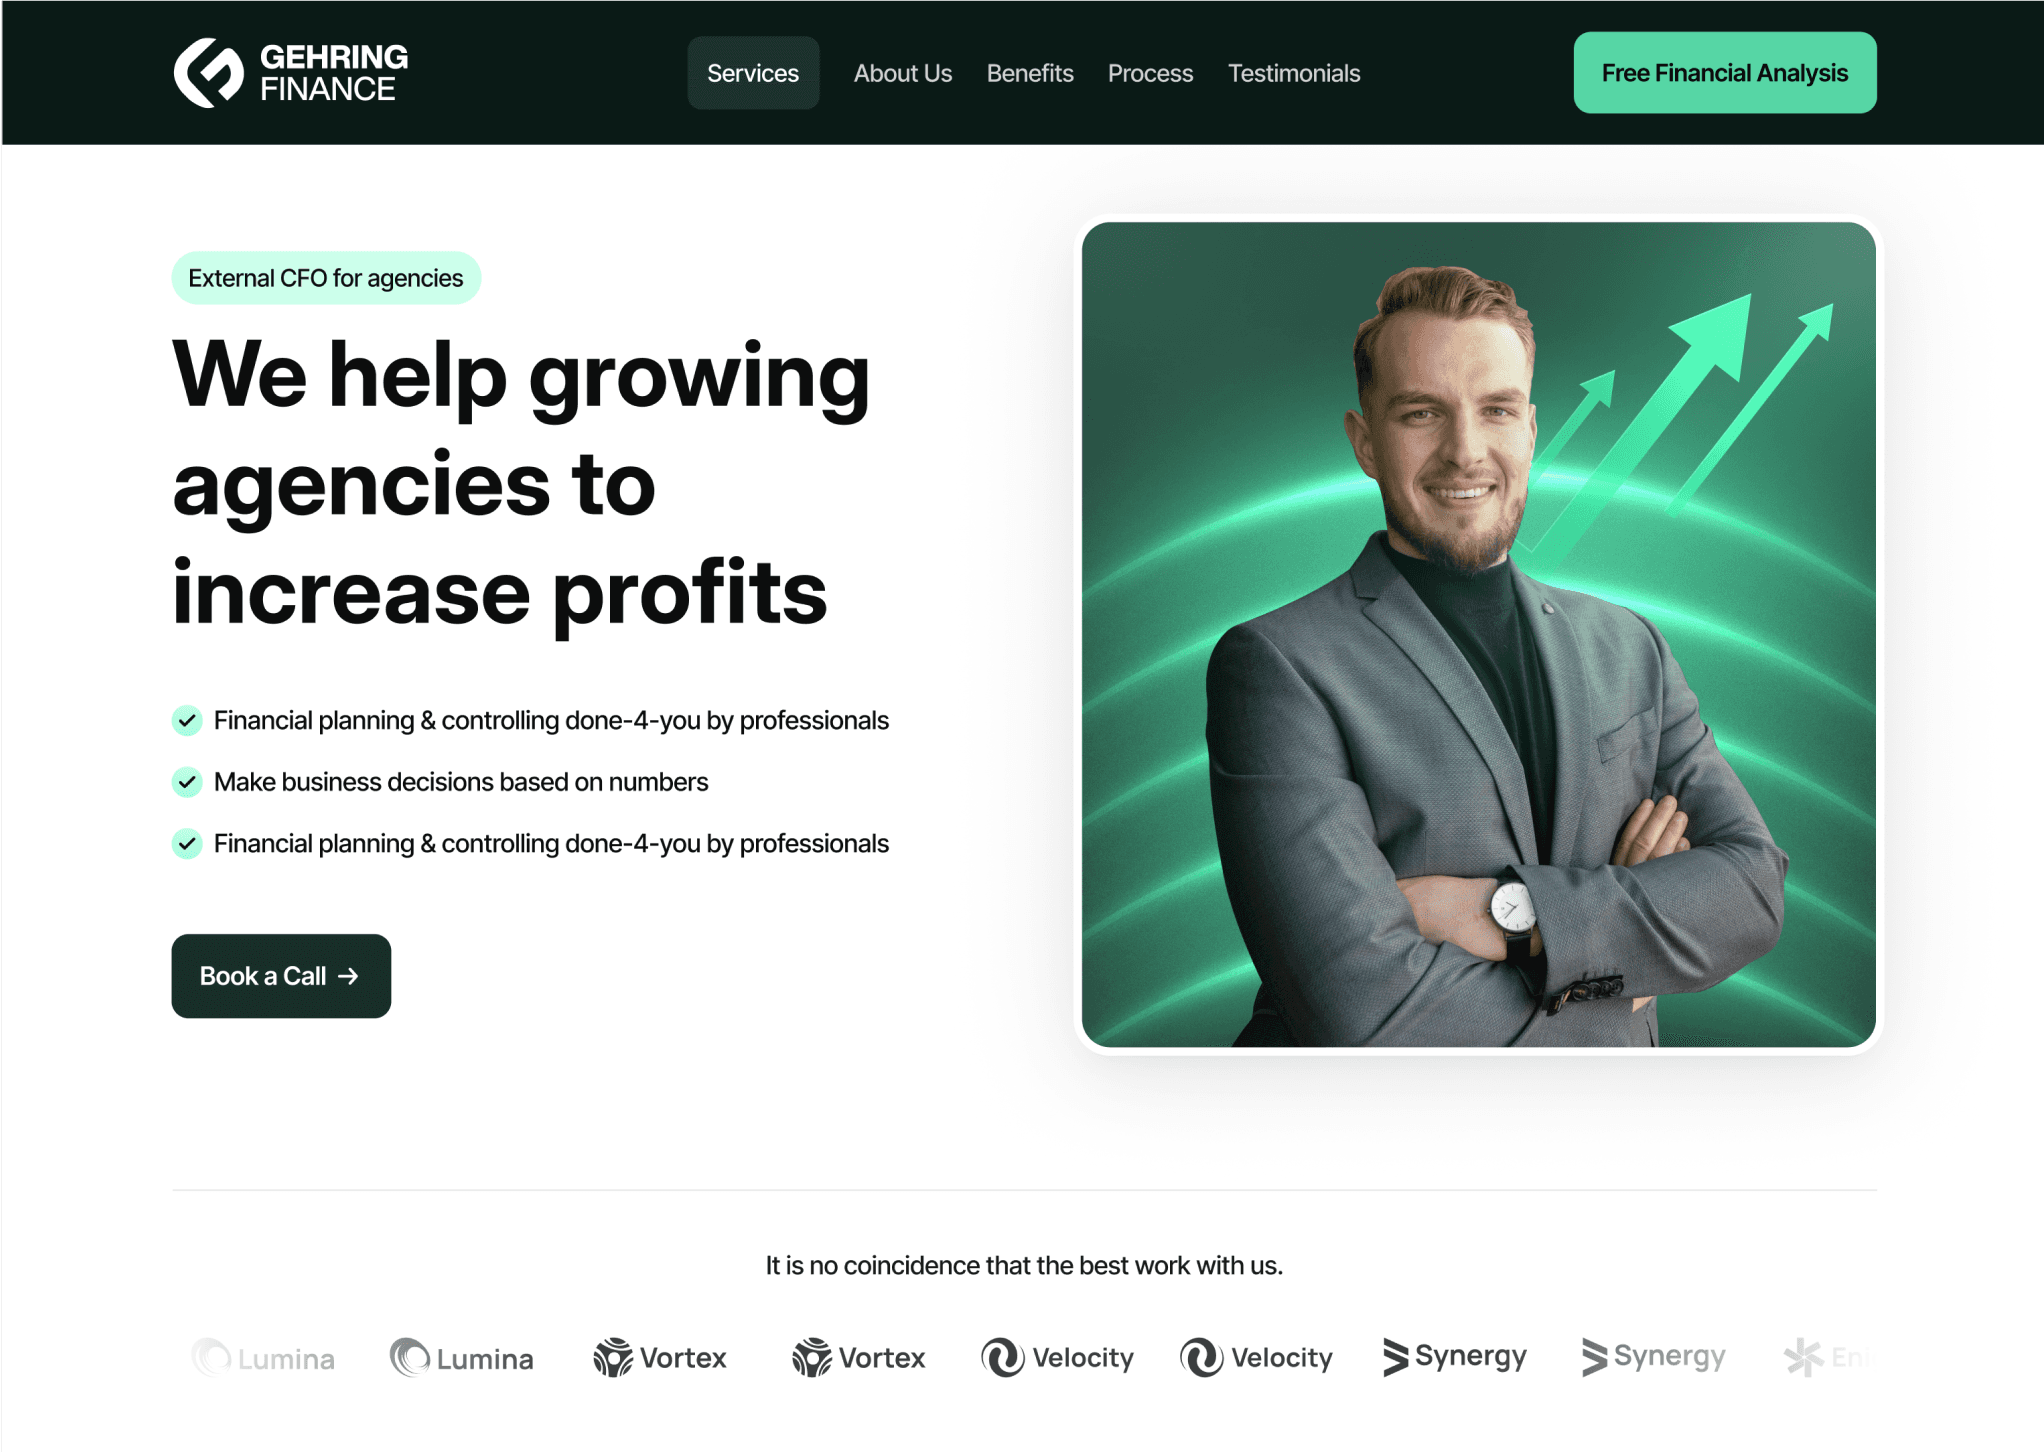 GEHRING
FINANCE
Services
About Us
Benefits
Process
Testimonials
Free Financial Analysis
External CFO for agencies
We help growing
agencies to
increase profits
Financial planning & controlling done-4-you by professionals
Make business decisions based on numbers
Financial planning & controlling done-4-you by professionals
Book a Call →
It is no coincidence that the best work with us.
Lumina
Lumina
Vortex
Vortex
Velocity
Velocity
Synergy
Synergy